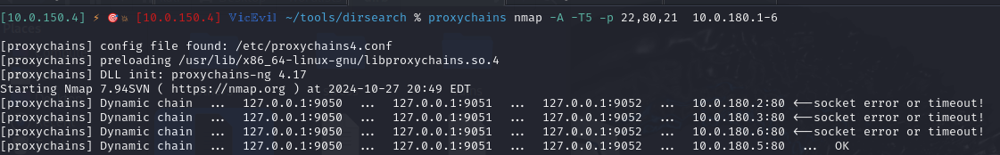 [10.0.150.4] ⚡ 🎯 [10.0.150.4] VicEvil ~/tools/dirsearch % proxychains nmap -A -T5 -p 22,80,21 10.0.180.1-6
[proxychains] config file found: /etc/proxychains4.conf
[proxychains] preloading /usr/lib/x86_64-linux-gnu/libproxychains.so.4
[proxychains] DLL init: proxychains-ng 4.17
Starting Nmap 7.94SVN ( https://nmap.org ) at 2024-10-27 20:49 EDT
[proxychains] Dynamic chain ... 127.0.0.1:9050 ... 127.0.0.1:9051 ... 127.0.0.1:9052 ... 10.0.180.2:80 <--socket error or timeout!
[proxychains] Dynamic chain ... 127.0.0.1:9050 ... 127.0.0.1:9051 ... 127.0.0.1:9052 ... 10.0.180.3:80 <--socket error or timeout!
[proxychains] Dynamic chain ... 127.0.0.1:9050 ... 127.0.0.1:9051 ... 127.0.0.1:9052 ... 10.0.180.6:80 <--socket error or timeout!
[proxychains] Dynamic chain ... 127.0.0.1:9050 ... 127.0.0.1:9051 ... 127.0.0.1:9052 ... 10.0.180.5:80 ... OK